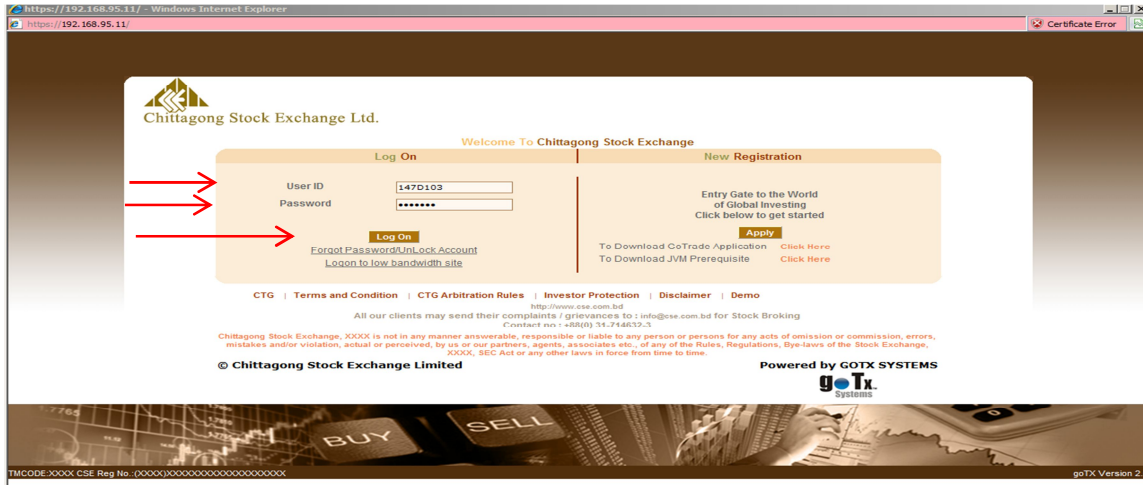 https://192.168.95.11/ - Windows Internet Explorer
https://192.168.95.11/
Certificate Error
Chittagong Stock Exchange Ltd.
Welcome To Chittagong Stock Exchange
Log On
New Registration
User ID
147D103
Password
•••••••
Log On
Forgot Password/UnLock Account
Logon to low bandwidth site
Entry Gate to the World
of Global Investing
Click below to get started
Apply
To Download GoTrade Application Click Here
To Download JVM Prerequisite Click Here
CTG | Terms and Condition | CTG Arbitration Rules | Investor Protection | Disclaimer | Demo
http://www.cse.com.bd
All our clients may send their complaints / grievances to : info@cse.com.bd for Stock Broking
Contact no : +88(0) 31-714632-3
Chittagong Stock Exchange, XXXX is not in any manner answerable, responsible or liable to any person or persons for any acts of omission or commission, errors,
mistakes and/or violation, actual or perceived, by us or our partners, agents, associates etc., of any of the Rules, Regulations, Bye-laws of the Stock Exchange,
XXXX, SEC Act or any other laws in force from time to time.
© Chittagong Stock Exchange Limited
Powered by GOTX SYSTEMS
goTx
Systems
BUY
SELL
TMCODE:XXXX CSE Reg No.:(XXXX)XXXXXXXXXXXXXXXXXXXX
goTX Version 2.